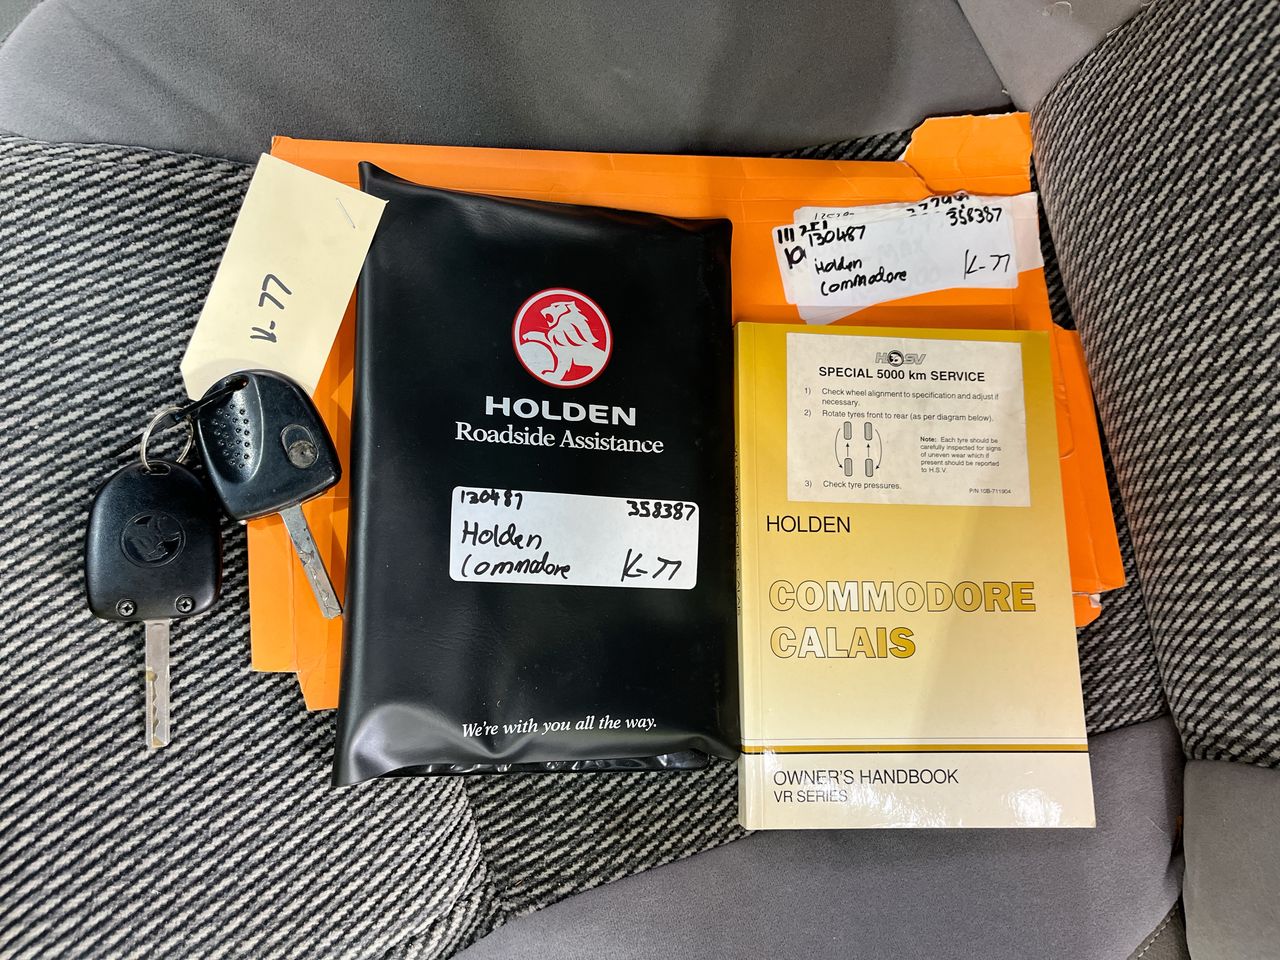 K-77
HOLDEN
Roadside Assistance
130487 358387
Holden
Commodore K-77
We're with you all the way.
358387
130487
Holden
Commodore K-77
HSV
SPECIAL 5000 km SERVICE
1) Check wheel alignment to specification and adjust if
necessary.
2) Rotate tyres front to rear (as per diagram below).
Note: Each tyre should be
carefully inspected for signs
of uneven wear which if
present should be reported
to H.S.V.
3) Check tyre pressures.
P/N 10B-711904
HOLDEN
COMMODORE
CALAIS
OWNER'S HANDBOOK
VR SERIES